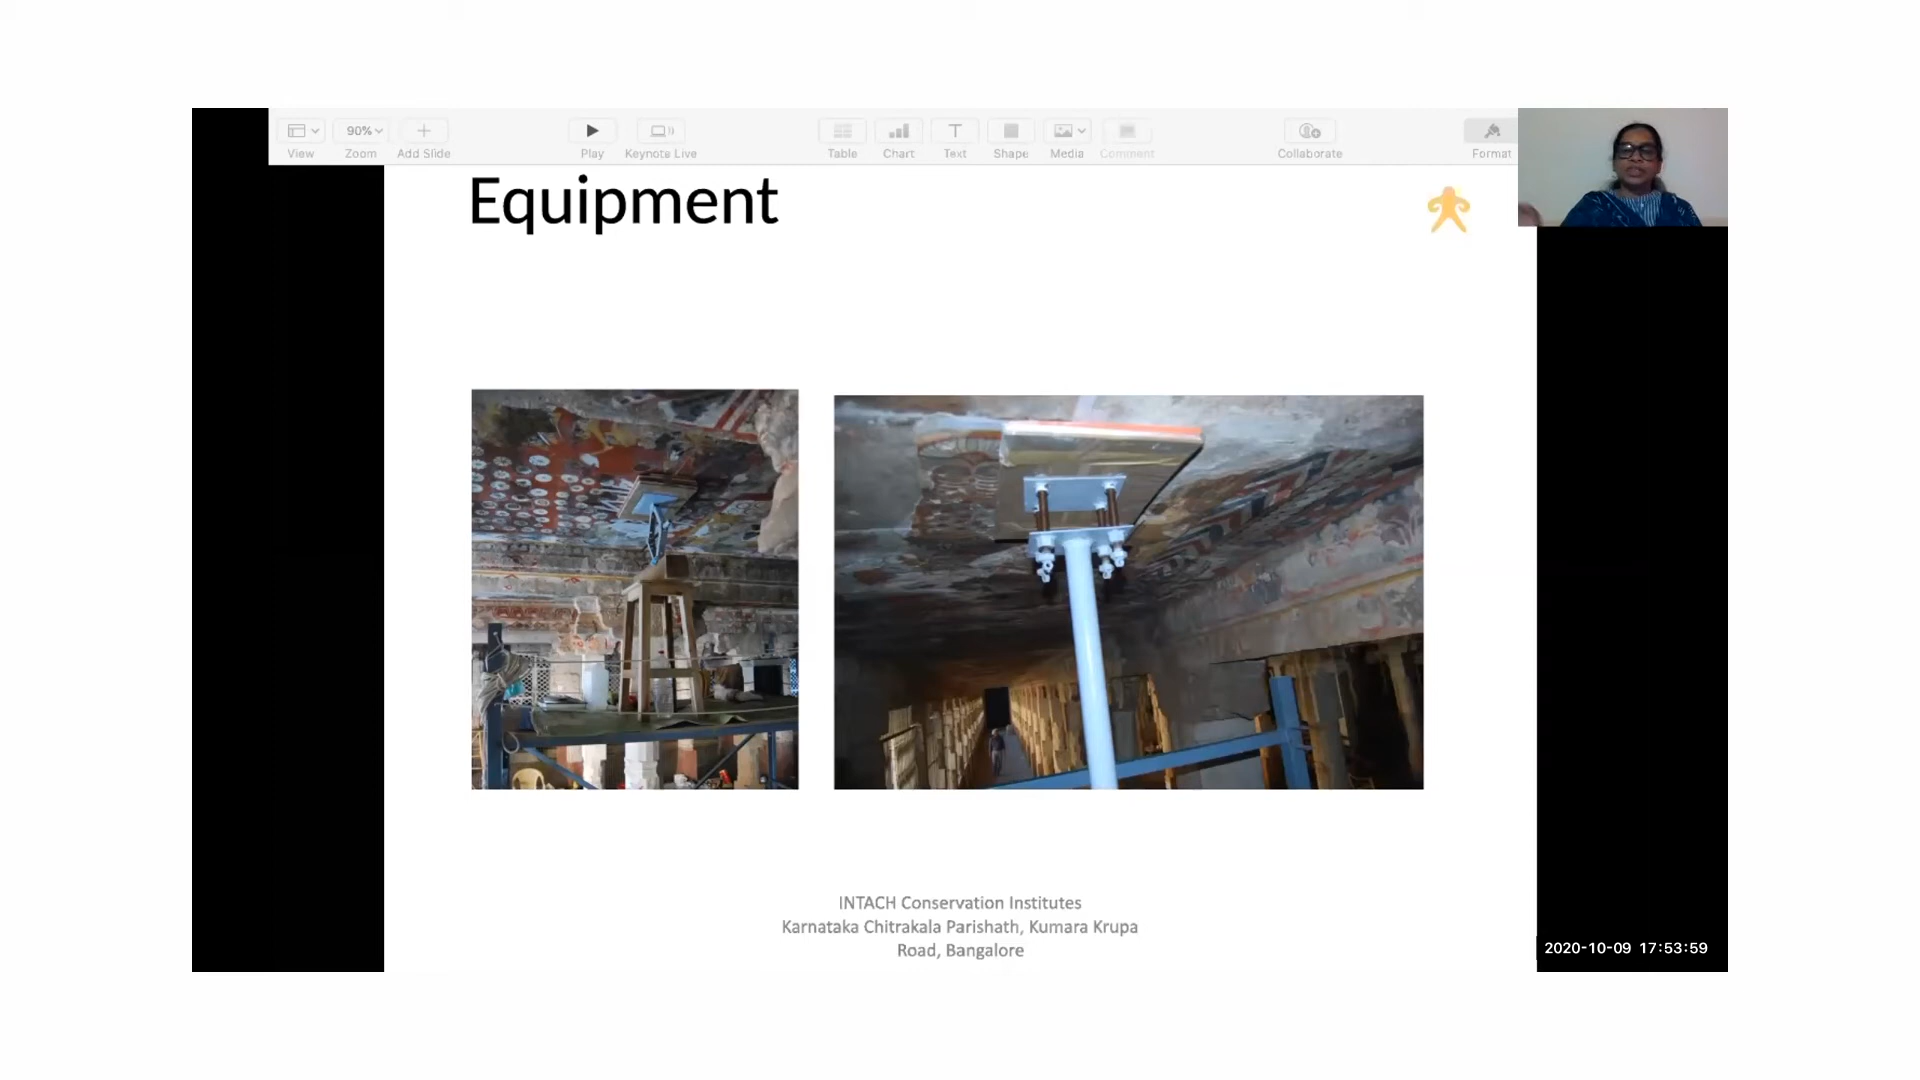 90%
View
Zoom
Add Slide
Play
Keynote Live
Table
Chart
Text
Shape
Media
Comment
Collaborate
Format
Equipment
INTACH Conservation Institutes
Karnataka Chitrakala Parishath, Kumara Krupa
Road, Bangalore
2020-10-09 17:53:59